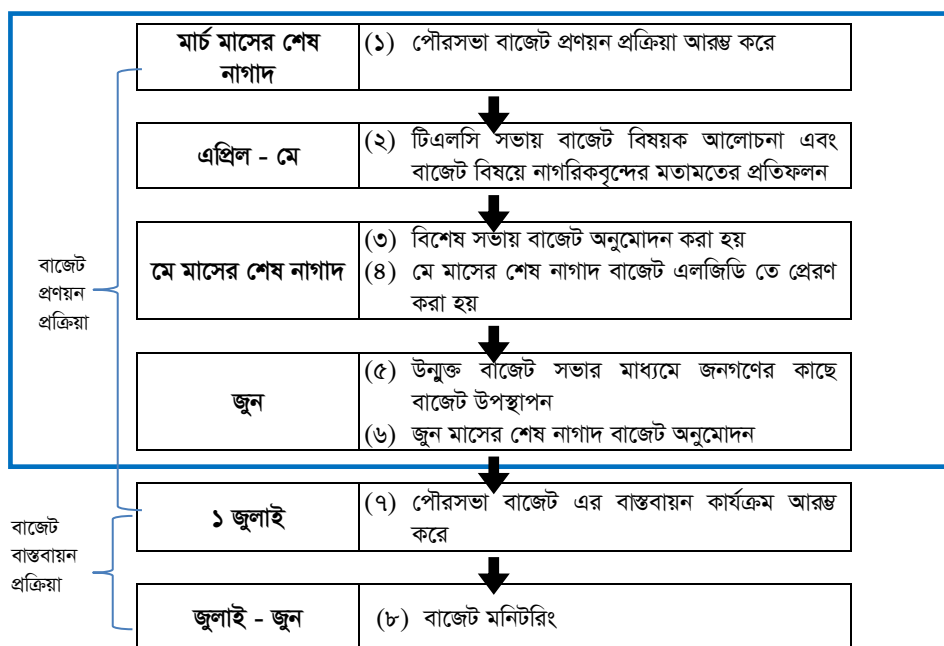 মার্চ মাসের শেষ
নাগাদ
(১) পৌরসভা বাজেট প্রণয়ন প্রক্রিয়া আরম্ভ করে
এপ্রিল - মে
(২) টিএলসি সভায় বাজেট বিষয়ক আলোচনা এবং
বাজেট বিষয়ে নাগরিকবৃন্দের মতামতের প্রতিফলন
মে মাসের শেষ নাগাদ
(৩) বিশেষ সভায় বাজেট অনুমোদন করা হয়
(৪) মে মাসের শেষ নাগাদ বাজেট এলজিডি তে প্রেরণ
করা হয়
বাজেট
প্রণয়ন
প্রক্রিয়া
জুন
(৫) উন্মুক্ত বাজেট সভার মাধ্যমে জনগণের কাছে
বাজেট উপস্থাপন
(৬) জুন মাসের শেষ নাগাদ বাজেট অনুমোদন
১ জুলাই
(৭) পৌরসভা বাজেট এর বাস্তবায়ন কার্যক্রম আরম্ভ
করে
বাজেট
বাস্তবায়ন
প্রক্রিয়া
জুলাই - জুন
(৮) বাজেট মনিটরিং